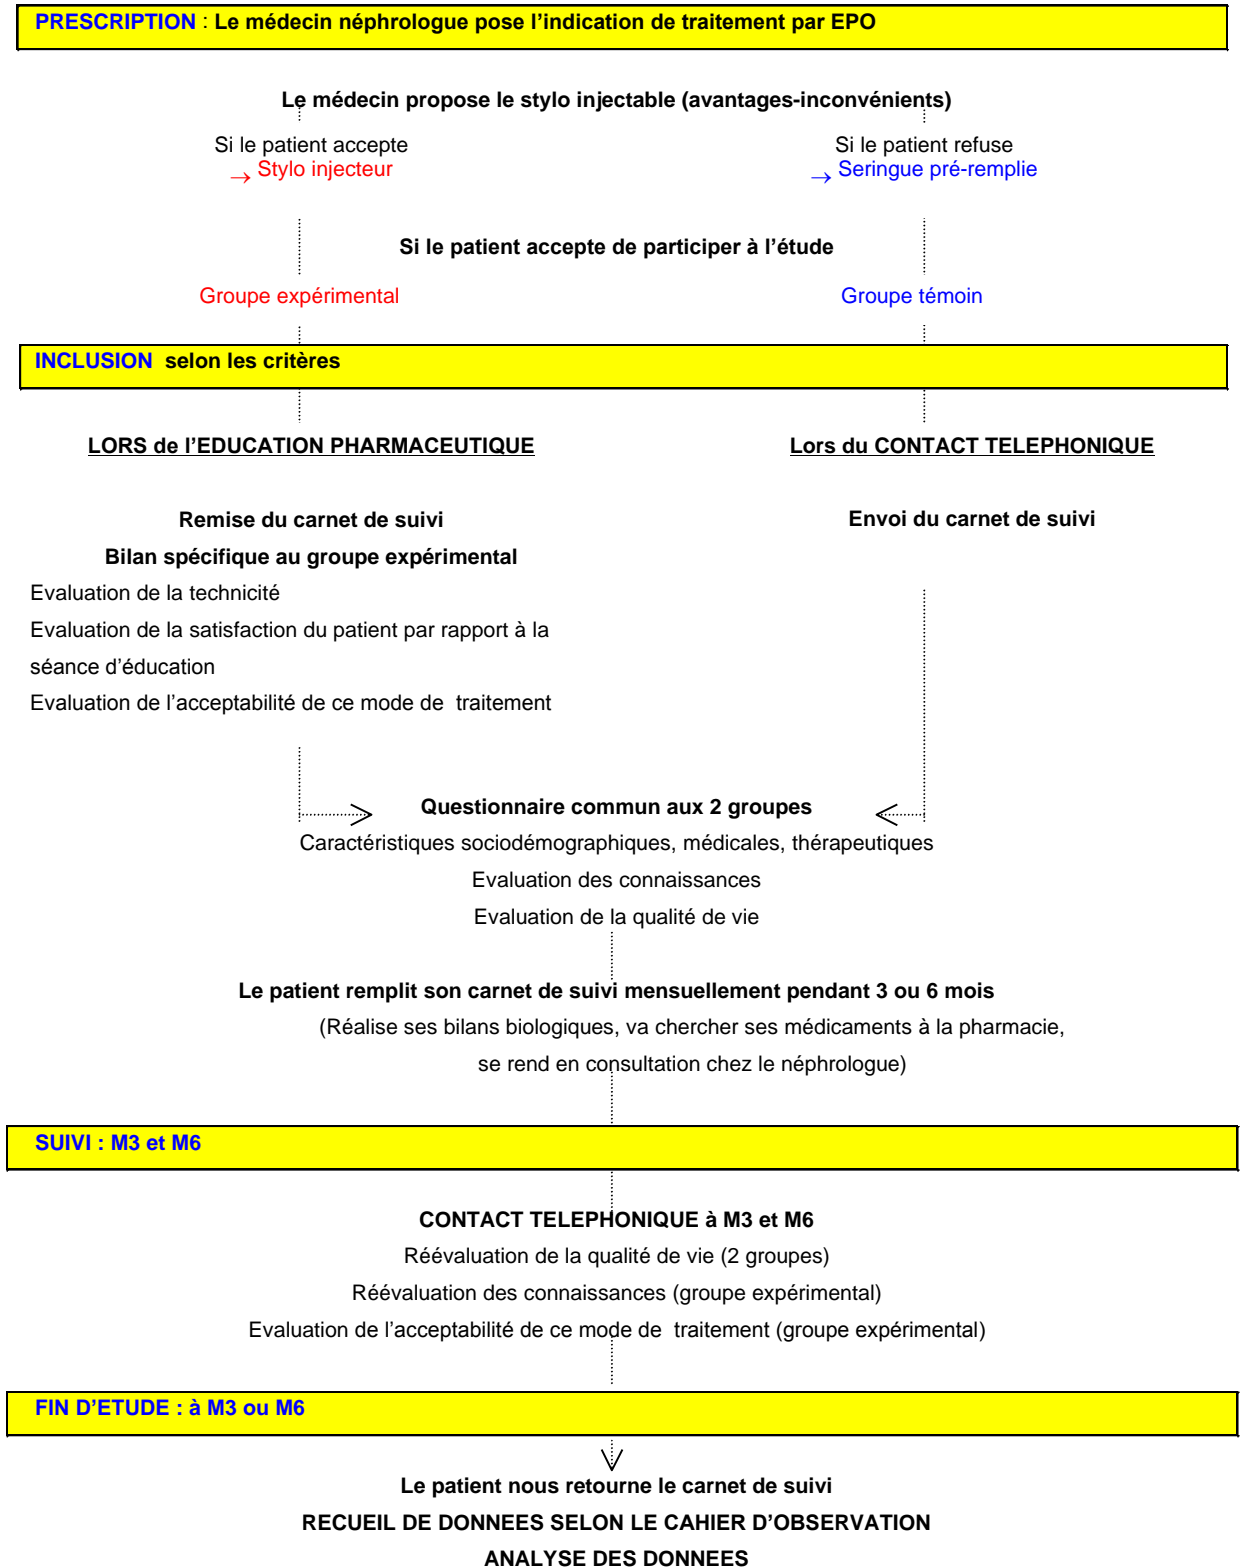 PRESCRIPTION : Le médecin néphrologue pose l’indication de traitement par EPO
Le médecin propose le stylo injectable (avantages-inconvénients)
Si le patient accepte
→ Stylo injecteur
Si le patient refuse
→ Seringue pré-remplie
Si le patient accepte de participer à l’étude
Groupe expérimental
Groupe témoin
INCLUSION selon les critères
LORS de l’EDUCATION PHARMACEUTIQUE
Lors du CONTACT TELEPHONIQUE
Remise du carnet de suivi
Envoi du carnet de suivi
Bilan spécifique au groupe expérimental
Evaluation de la technicité
Evaluation de la satisfaction du patient par rapport à la
séance d’éducation
Evaluation de l’acceptabilité de ce mode de traitement
Questionnaire commun aux 2 groupes
Caractéristiques sociodémographiques, médicales, thérapeutiques
Evaluation des connaissances
Evaluation de la qualité de vie
Le patient remplit son carnet de suivi mensuellement pendant 3 ou 6 mois
(Réalise ses bilans biologiques, va chercher ses médicaments à la pharmacie,
se rend en consultation chez le néphrologue)
SUIVI : M3 et M6
CONTACT TELEPHONIQUE à M3 et M6
Réévaluation de la qualité de vie (2 groupes)
Réévaluation des connaissances (groupe expérimental)
Evaluation de l’acceptabilité de ce mode de traitement (groupe expérimental)
FIN D’ETUDE : à M3 ou M6
Le patient nous retourne le carnet de suivi
RECUEIL DE DONNEES SELON LE CAHIER D’OBSERVATION
ANALYSE DES DONNEES